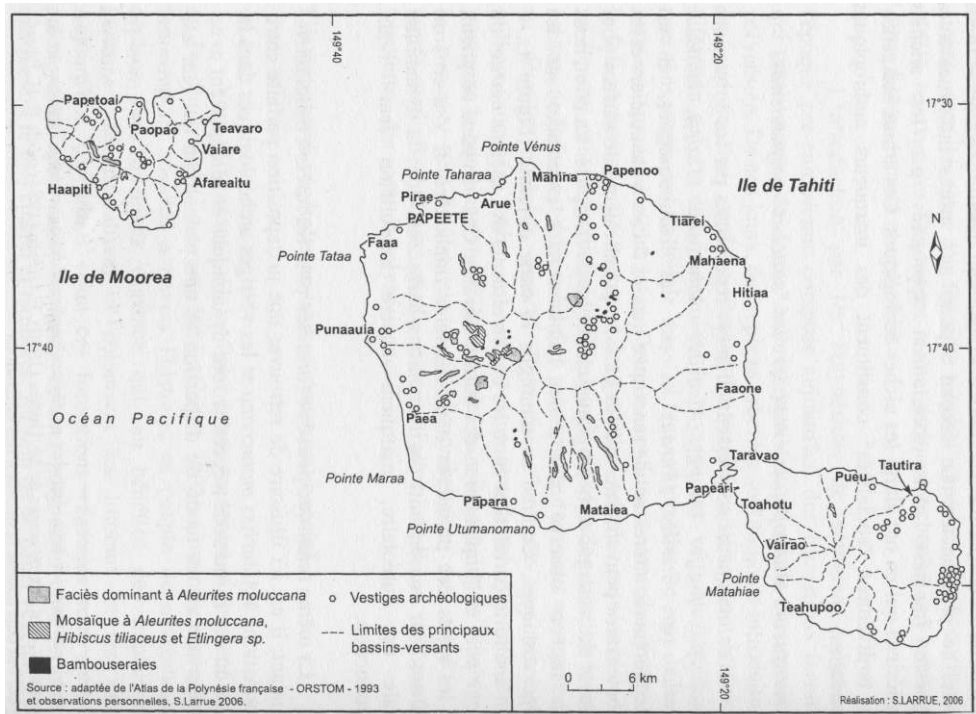 149°40
149°20
17°30
Papetoai
Paopao
Teavaro
Vaiare
Afareaitu
Haapiti
Ile de Moorea
17°40
Océan Pacifique
Pointe Vénus
Pointe Taharaa
Mahina
Papenoo
Ile de Tahiti
Pirae
Arue
PAPEETE
Tiarei
N
Faaa
Mahaena
Pointe Tataa
Hitiaa
Punaauia
17°40
Faaone
Paea
Taravao
Tautira
Pointe Maraa
Papeari
Pueu
Toahotu
Papara
Mataiea
Pointe Utumanomano
Vairao
Pointe
Matahiae
Teahupoo
Faciès dominant à Aleurites moluccana
Mosaïque à Aleurites moluccana,
Hibiscus tiliaceus et Etlingera sp.
Bambouseraies
Vestiges archéologiques
Limites des principaux
bassins-versants
Source : adaptée de l'Atlas de la Polynésie française - ORSTOM - 1993
et observations personnelles, S.Larrue 2006.
0 6 km
149°20
Réalisation : S.LARRUE, 2006